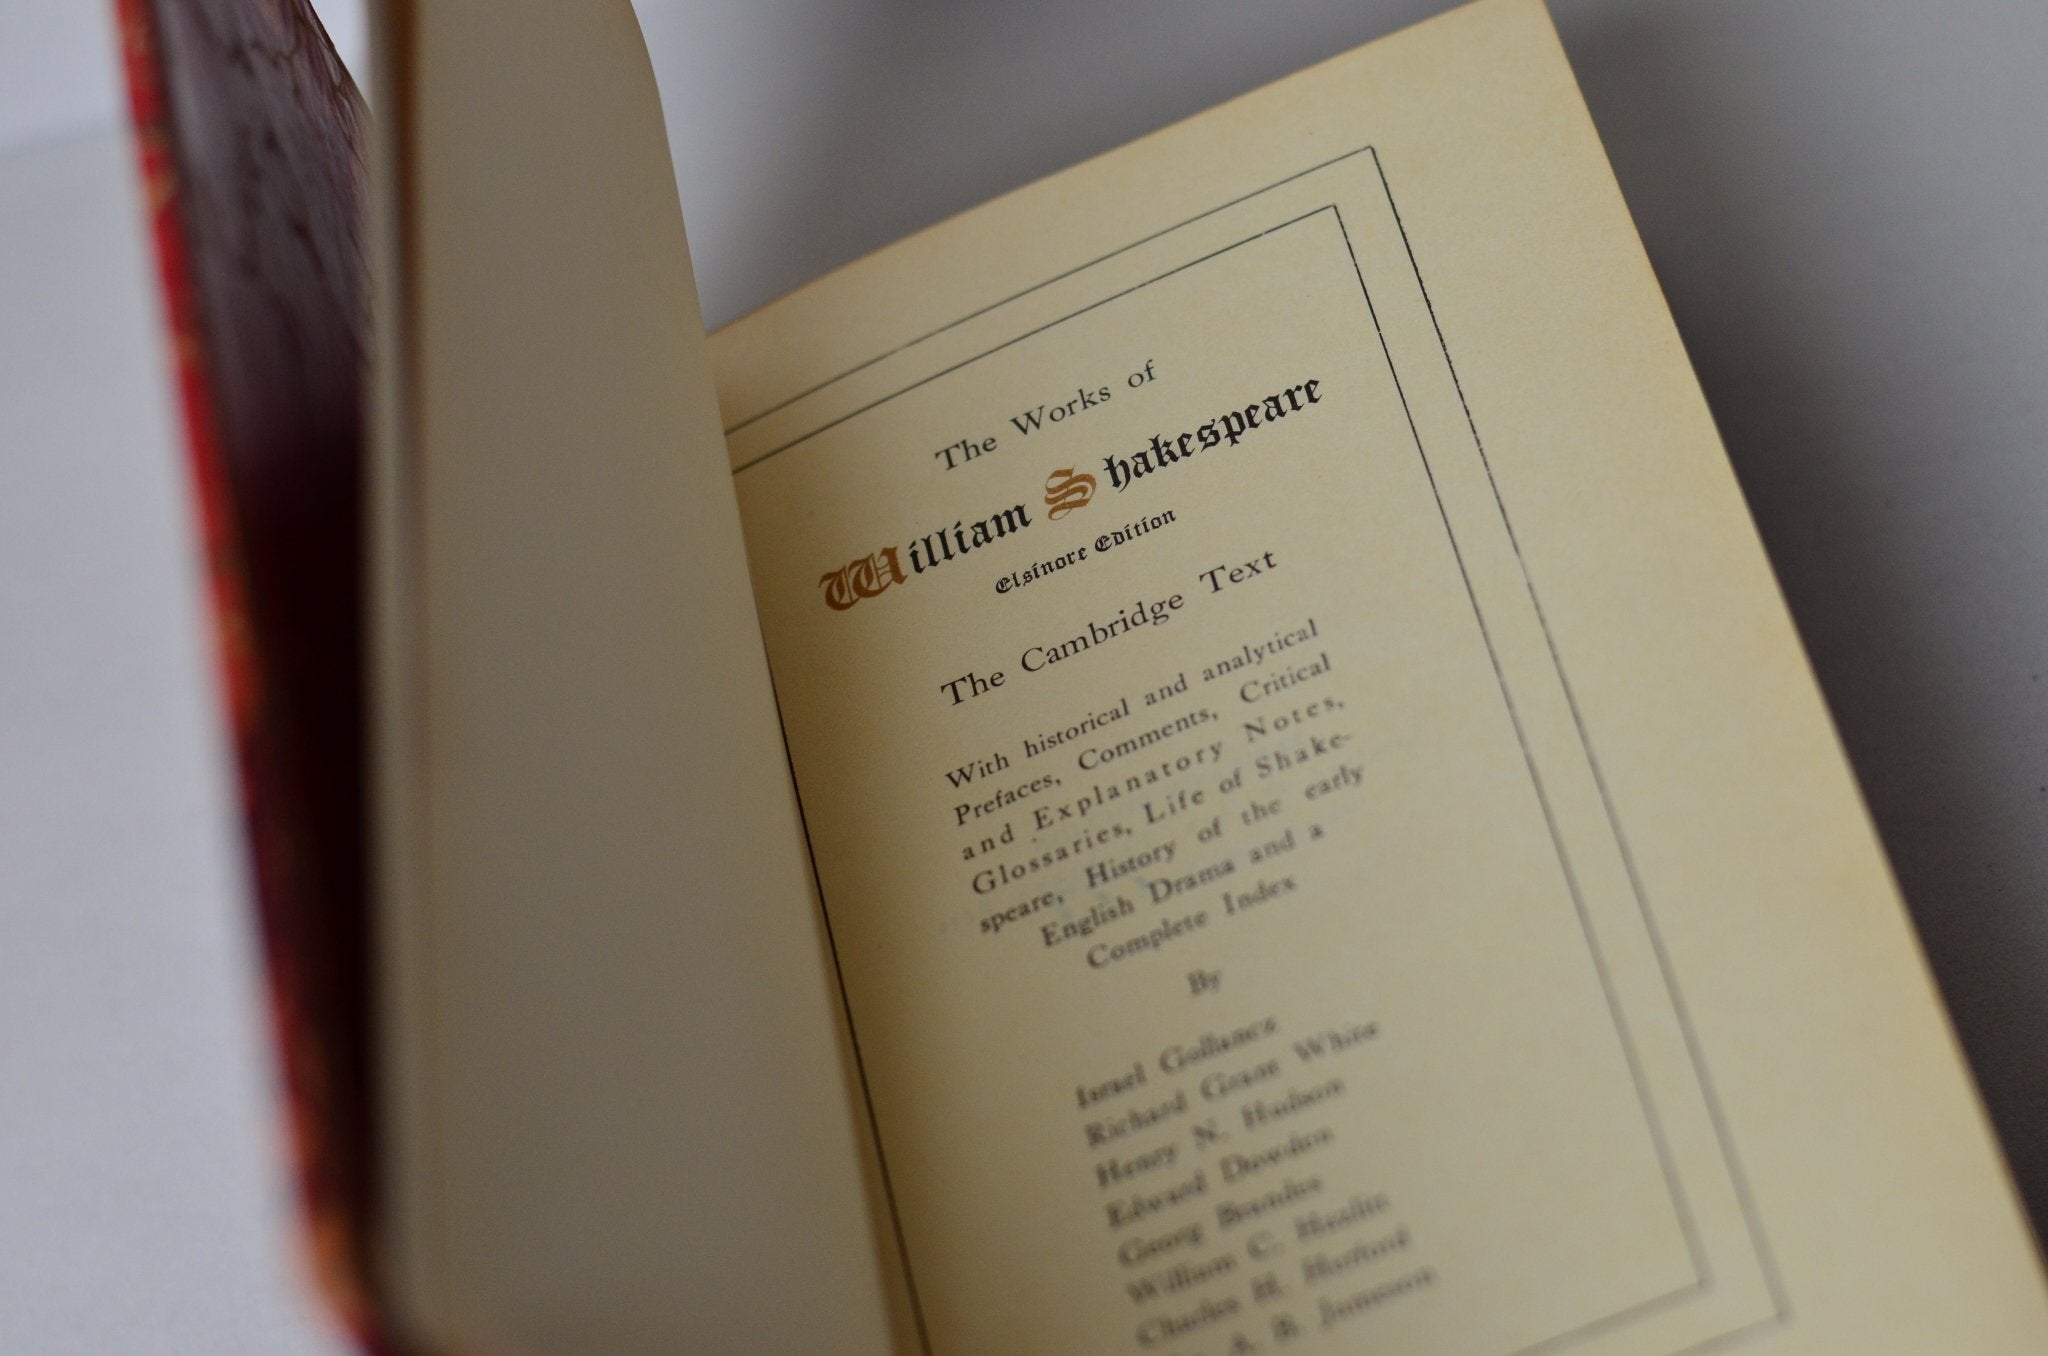 The Works of
William Shakespeare
Elsinore Edition
The Cambridge Text
With historical and analytical
Prefaces, Comments, Critical
and Explanatory Notes,
Glossaries, Life of Shake-
speare, History of the early
English Drama and a
Complete Index
By
Israel Gollancz
Richard Grant White
Henry N. Hudson
Edward Dowden
Georg Brandes
William C. Hazlitt
Charles H.
A. B. Jameson